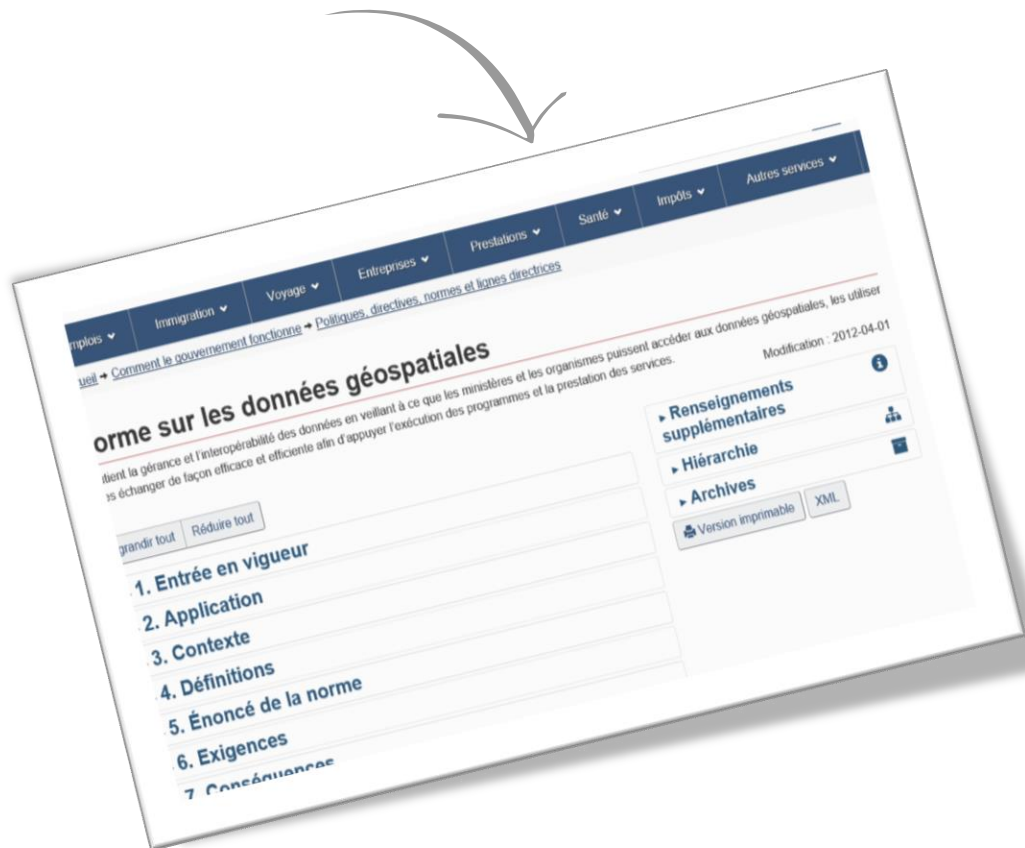 mplois Immigration Voyage Entreprises Prestations Santé Impôts Autres services
ueil → Comment le gouvernement fonctionne → Politiques, directives, normes et lignes directrices
orme sur les données géospatiales
utient la gérance et l'interopérabilité des données en veillant à ce que les ministères et les organismes puissent accéder aux données géospatiales, les utiliser
es échanger de façon efficace et efficiente afin d'appuyer l'exécution des programmes et la prestation des services.
Modification : 2012-04-01
grandir tout Réduire tout
1. Entrée en vigueur
2. Application
3. Contexte
4. Définitions
5. Énoncé de la norme
6. Exigences
7. Conséquences
▸ Renseignements
supplémentaires
▸ Hiérarchie
▸ Archives
Version imprimable XML